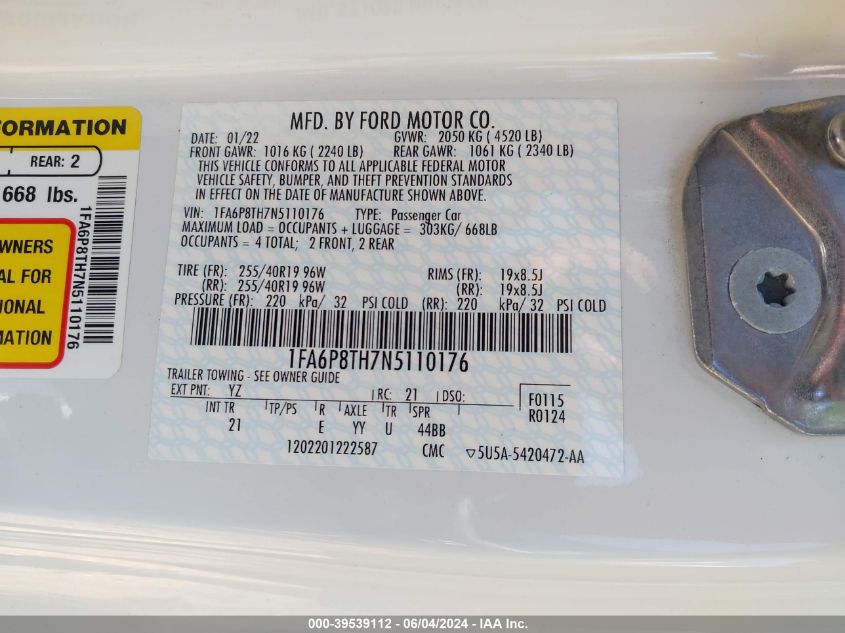 MFD. BY FORD MOTOR CO.
DATE: 01/22 GVWR: 2050 KG ( 4520 LB)
FRONT GAWR: 1016 KG ( 2240 LB) REAR GAWR: 1061 KG ( 2340 LB)
THIS VEHICLE CONFORMS TO ALL APPLICABLE FEDERAL MOTOR
VEHICLE SAFETY, BUMPER, AND THEFT PREVENTION STANDARDS
IN EFFECT ON THE DATE OF MANUFACTURE SHOWN ABOVE.
VIN: 1FA6P8TH7N5110176 TYPE: Passenger Car
MAXIMUM LOAD = OCCUPANTS + LUGGAGE = 303KG/ 668LB
OCCUPANTS = 4 TOTAL; 2 FRONT, 2 REAR
TIRE (FR): 255/40R19 96W RIMS (FR): 19x8.5J
(RR): 255/40R19 96W (RR): 19x8.5J
PRESSURE (FR): 220 kPa/ 32 PSI COLD (RR): 220 kPa/ 32 PSI COLD
1FA6P8TH7N5110176
TRAILER TOWING - SEE OWNER GUIDE
EXT PNT: YZ RC: 21 DSO: F0115
INT TR TP/PS R AXLE TR SPR R0124
21 E YY U 44BB
1202201222587 CMC ▽5U5A-5420472-AA
FORMATION
REAR: 2
668 lbs.
1FA6P8TH7N5110176
OWNERS
AL FOR
IONAL
MATION
000-39539112 - 06/04/2024 - IAA Inc.